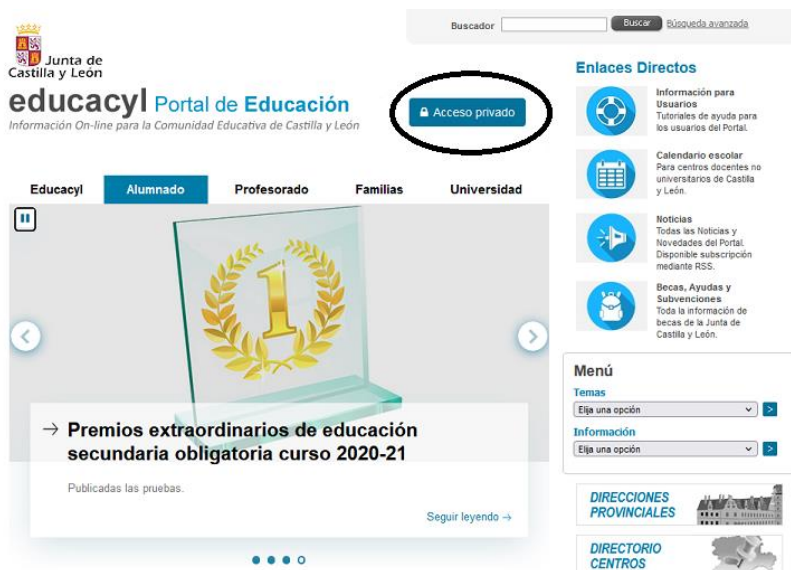 Buscador
Buscar
Búsqueda avanzada
Junta de
Castilla y León
educacyl Portal de Educación
Información On-line para la Comunidad Educativa de Castilla y León
Acceso privado
Educacyl
Alumnado
Profesorado
Familias
Universidad
1
Premios extraordinarios de educación
secundaria obligatoria curso 2020-21
Publicadas las pruebas.
Seguir leyendo →
Enlaces Directos
Información para
Usuarios
Tutoriales de ayuda para
los usuarios del Portal.
Calendario escolar
Para centros docentes no
universitarios de Castilla
y León.
Noticias
Todas las Noticias y
Novedades del Portal.
Disponible subscripción
mediante RSS.
Becas, Ayudas y
Subvenciones
Toda la información de
becas de la Junta de
Castilla y León.
Menú
Temas
Elija una opción
>
Información
Elija una opción
>
DIRECCIONES
PROVINCIALES
DIRECTORIO
CENTROS